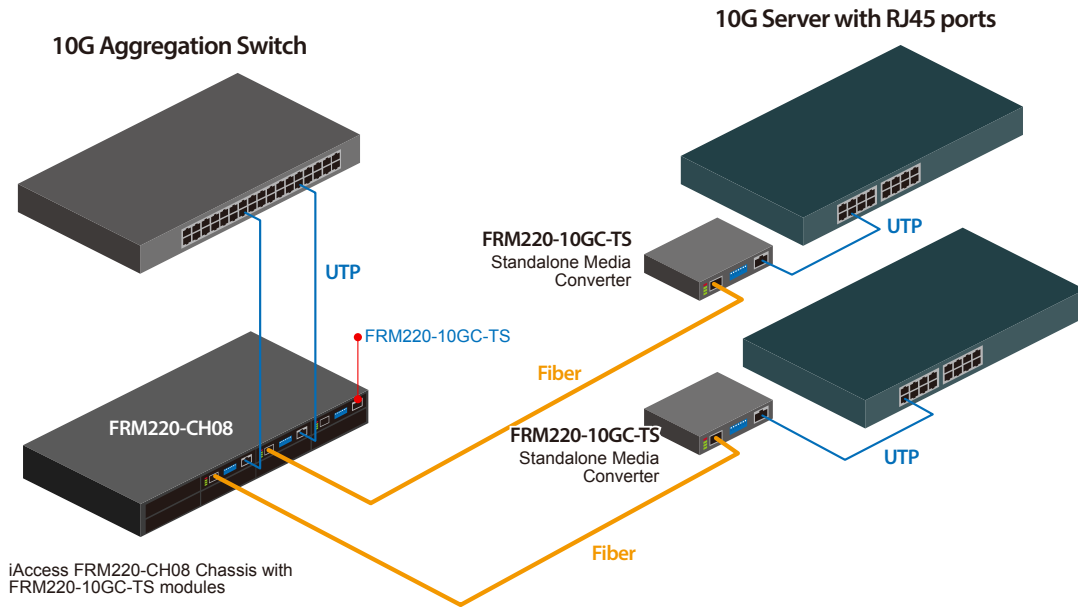 10G Server with RJ45 ports
10G Aggregation Switch
UTP
FRM220-10GC-TS
Standalone Media
Converter
UTP
FRM220-10GC-TS
Fiber
FRM220-CH08
FRM220-10GC-TS
Standalone Media
Converter
UTP
Fiber
iAccess FRM220-CH08 Chassis with
FRM220-10GC-TS modules